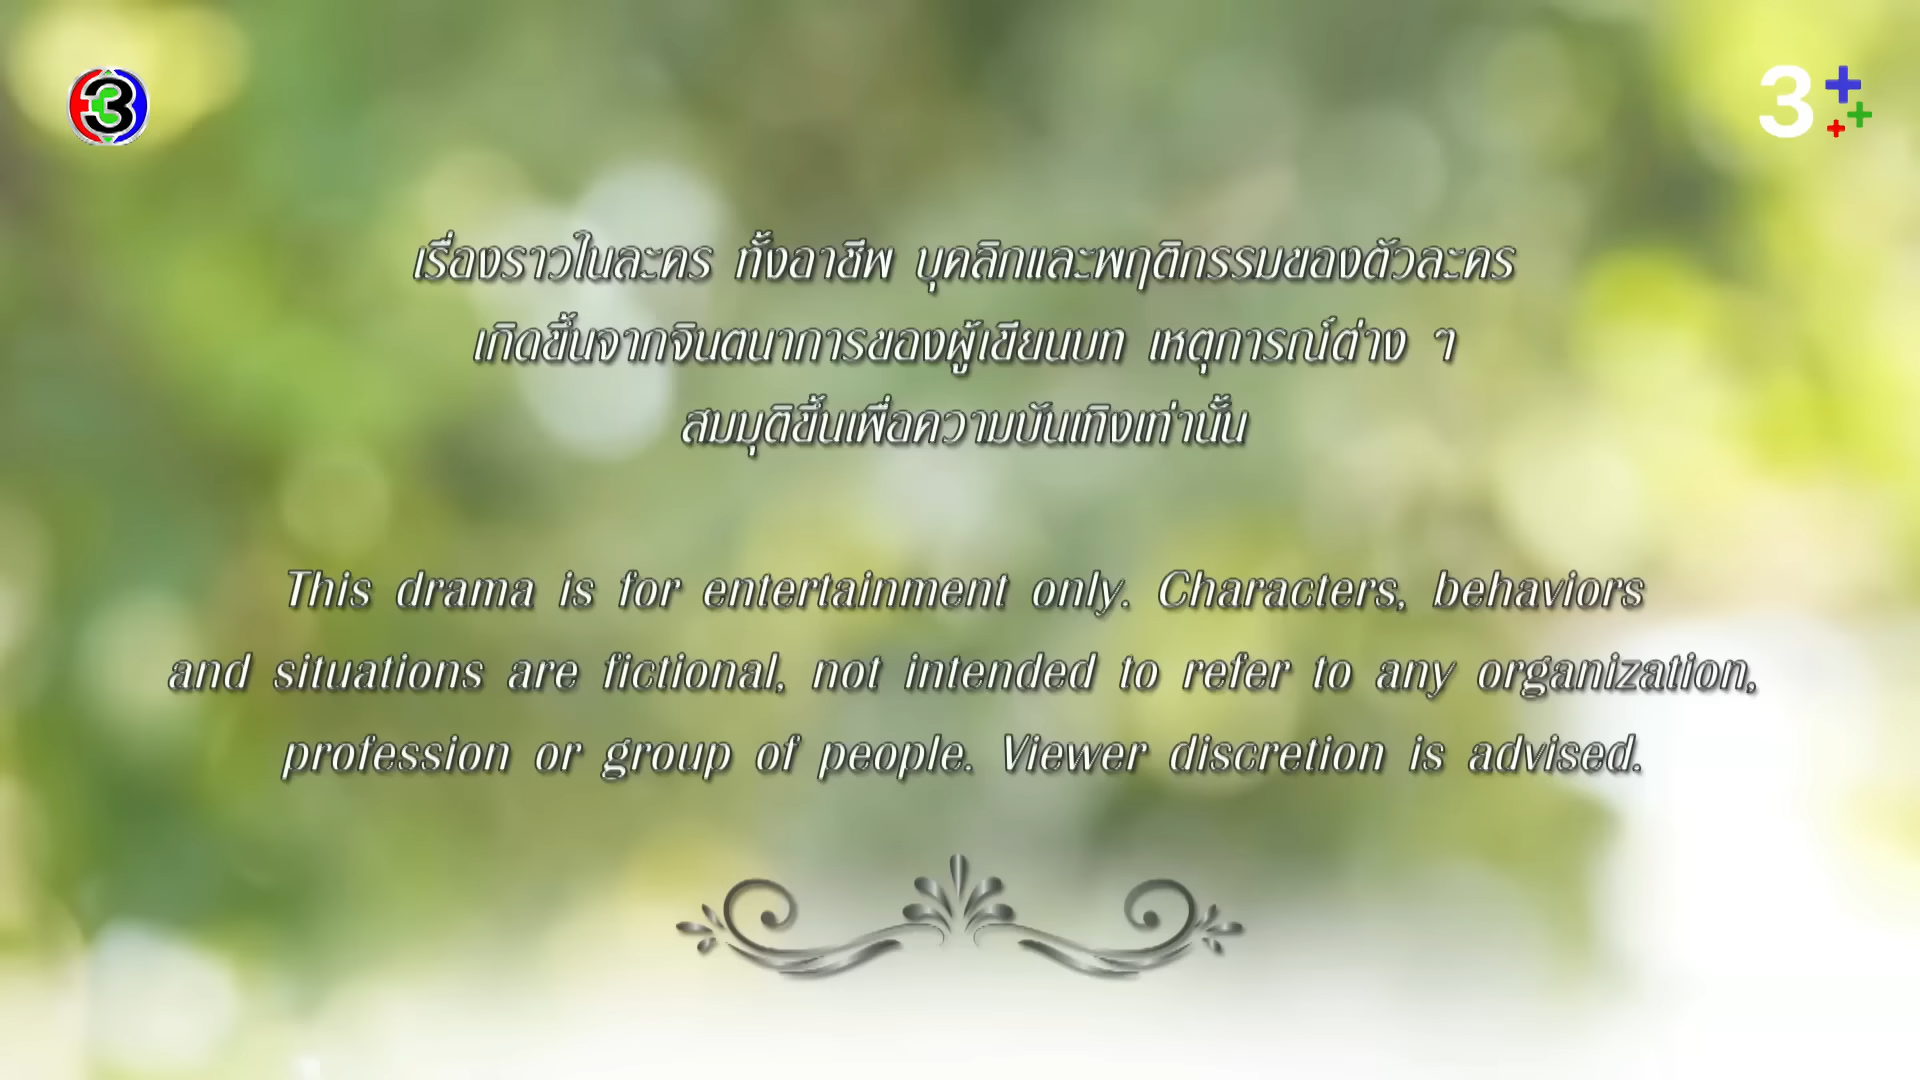 3
3
เรื่องราวในละคร ทั้งอาชีพ บุคลิกและพฤติกรรมของตัวละคร
เกิดขึ้นจากจินตนาการของผู้เขียนบท เหตุการณ์ต่าง ๆ
สมมุติขึ้นเพื่อความบันเทิงเท่านั้น
This drama is for entertainment only. Characters, behaviors
and situations are fictional, not intended to refer to any organization,
profession or group of people. Viewer discretion is advised.